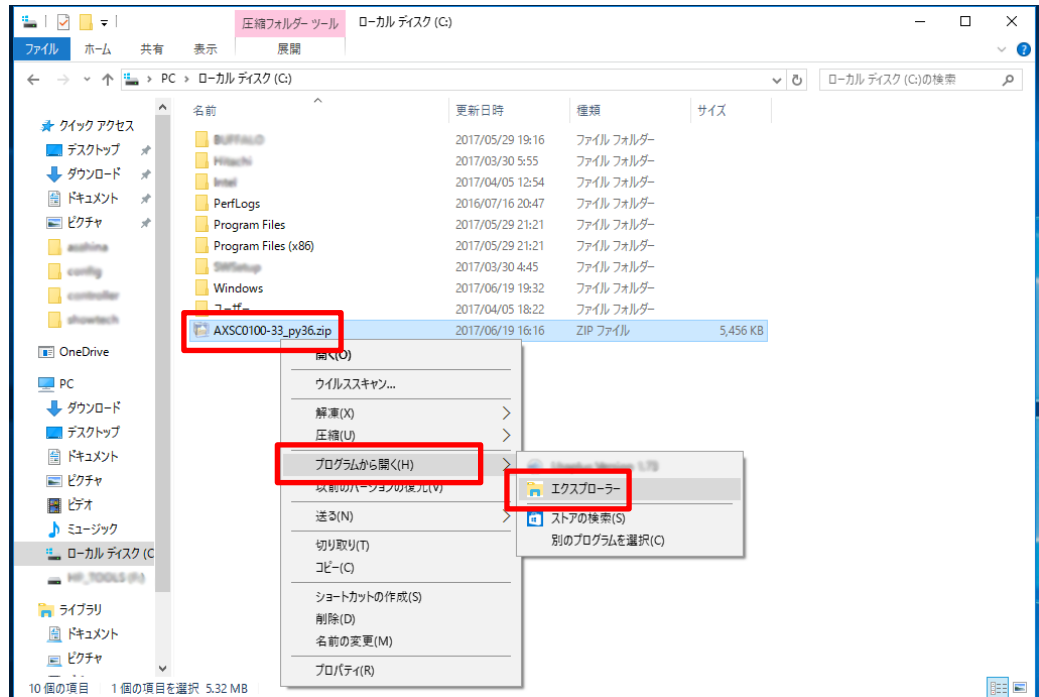 圧縮フォルダー ツール ローカル ディスク (C:)
ファイル ホーム 共有 表示 展開
PC › ローカル ディスク (C:) ローカル ディスク (C:)の検索
クイック アクセス
デスクトップ
ダウンロード
ドキュメント
ピクチャ
OneDrive
PC
ダウンロード
デスクトップ
ドキュメント
ピクチャ
ビデオ
ミュージック
ローカル ディスク (C
ライブラリ
ドキュメント
ピクチャ
名前 更新日時 種類 サイズ
BUFFALO 2017/05/29 19:16 ファイル フォルダー
Hitachi 2017/03/30 5:55 ファイル フォルダー
Intel 2017/04/05 12:54 ファイル フォルダー
PerfLogs 2016/07/16 20:47 ファイル フォルダー
Program Files 2017/05/29 21:21 ファイル フォルダー
Program Files (x86) 2017/05/29 21:21 ファイル フォルダー
2017/03/30 4:45 ファイル フォルダー
Windows 2017/06/19 19:32 ファイル フォルダー
ユーザー 2017/04/05 18:22 ファイル フォルダー
AXSC0100-33_py36.zip 2017/06/19 16:16 ZIP ファイル 5,456 KB
開く(O)
ウイルススキャン...
解凍(X)
圧縮(U)
プログラムから開く(H)
以前のバージョンの復元(V)
送る(N)
切り取り(T)
コピー(C)
ショートカットの作成(S)
削除(D)
名前の変更(M)
プロパティ(R)
エクスプローラー
ストアの検索(S)
別のプログラムを選択(C)
10 個の項目 1 個の項目を選択 5.32 MB